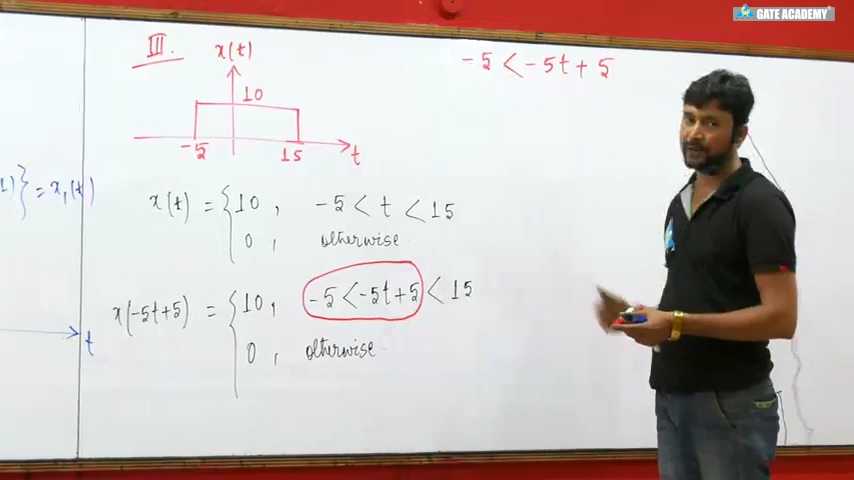 GATE ACADEMY
III.
x(t)
10
-5
15
t
-5 < -5t + 5
} = x₁(t)
x(t) = { 10 , -5 < t < 15
0 , otherwise
x(-5t+5) = { 10 , -5 < -5t+5 < 15
0 , otherwise
t